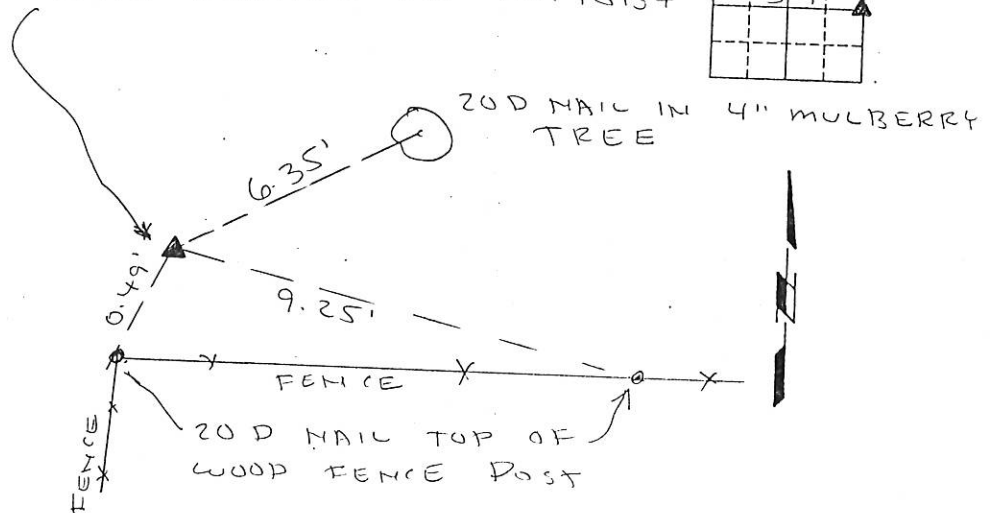 20D NAIL IN 4" MULBERRY
TREE
6.35'
0.49'
9.25'
N
FENCE
FENCE
20D NAIL TOP OF
WOOD FENCE POST